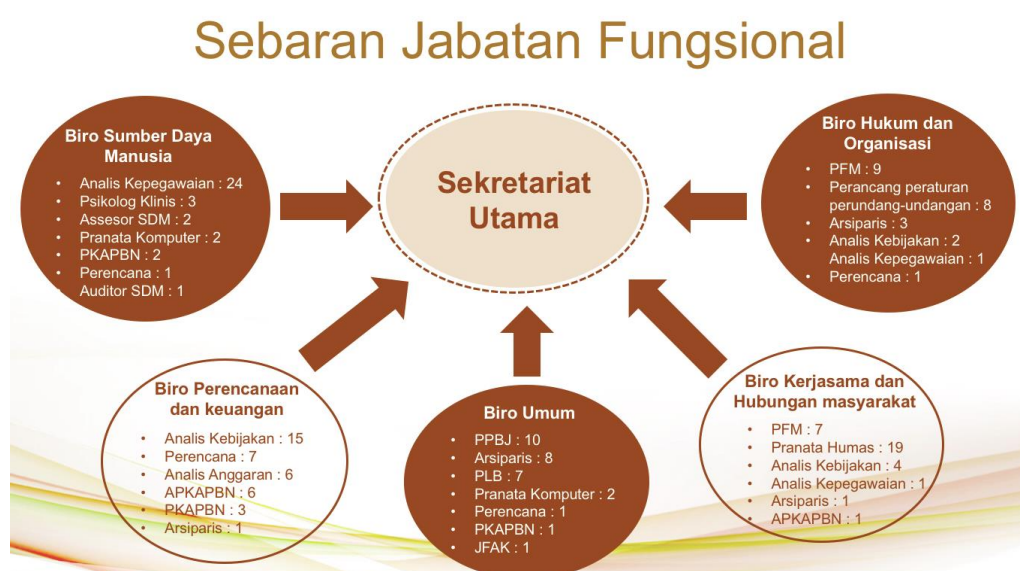 Sebaran Jabatan Fungsional
Biro Sumber Daya
Manusia
• Analis Kepegawaian : 24
• Psikolog Klinis : 3
• Assesor SDM : 2
• Pranata Komputer : 2
• PKAPBN : 2
• Perencana : 1
• Auditor SDM : 1
Sekretariat
Utama
Biro Hukum dan
Organisasi
• PFM : 9
• Perancang peraturan
perundang-undangan : 8
• Arsiparis : 3
• Analis Kebijakan : 2
Analis Kepegawaian : 1
• Perencana : 1
Biro Perencanaan
dan keuangan
• Analis Kebijakan : 15
• Perencana : 7
• Analis Anggaran : 6
• APKAPBN : 6
• PKAPBN : 3
• Arsiparis : 1
Biro Umum
• PPBJ : 10
• Arsiparis : 8
• PLB : 7
• Pranata Komputer : 2
• Perencana : 1
• PKAPBN : 1
• JFAK : 1
Biro Kerjasama dan
Hubungan masyarakat
• PFM : 7
• Pranata Humas : 19
• Analis Kebijakan : 4
• Analis Kepegawaian : 1
• Arsiparis : 1
• APKAPBN : 1